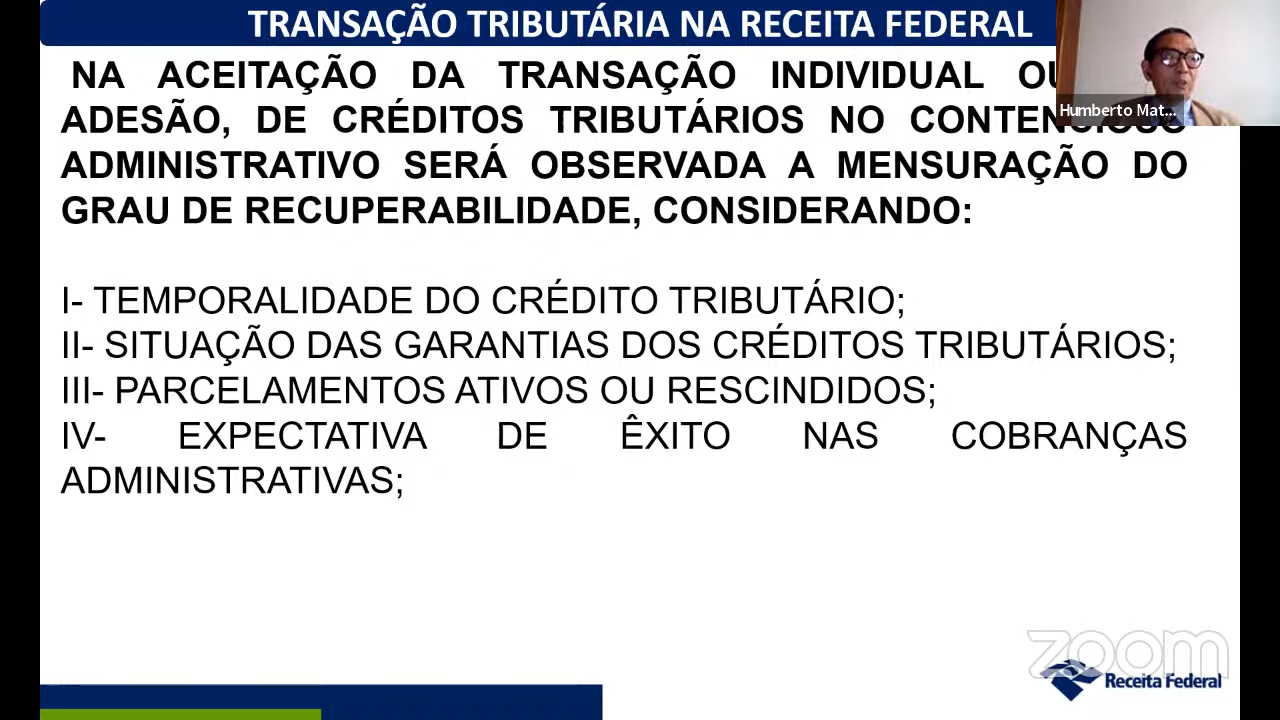 TRANSAÇÃO TRIBUTÁRIA NA RECEITA FEDERAL
NA ACEITAÇÃO DA TRANSAÇÃO INDIVIDUAL
ADESÃO, DE CRÉDITOS TRIBUTÁRIOS NO CONTENCIOSO
ADMINISTRATIVO SERÁ OBSERVADA A MENSURAÇÃO DO
GRAU DE RECUPERABILIDADE, CONSIDERANDO:
I- TEMPORALIDADE DO CRÉDITO TRIBUTÁRIO;
II- SITUAÇÃO DAS GARANTIAS DOS CRÉDITOS TRIBUTÁRIOS;
III- PARCELAMENTOS ATIVOS OU RESCINDIDOS;
IV- EXPECTATIVA DE ÊXITO NAS COBRANÇAS
ADMINISTRATIVAS;
Humberto Mat...
zoom
Receita Federal